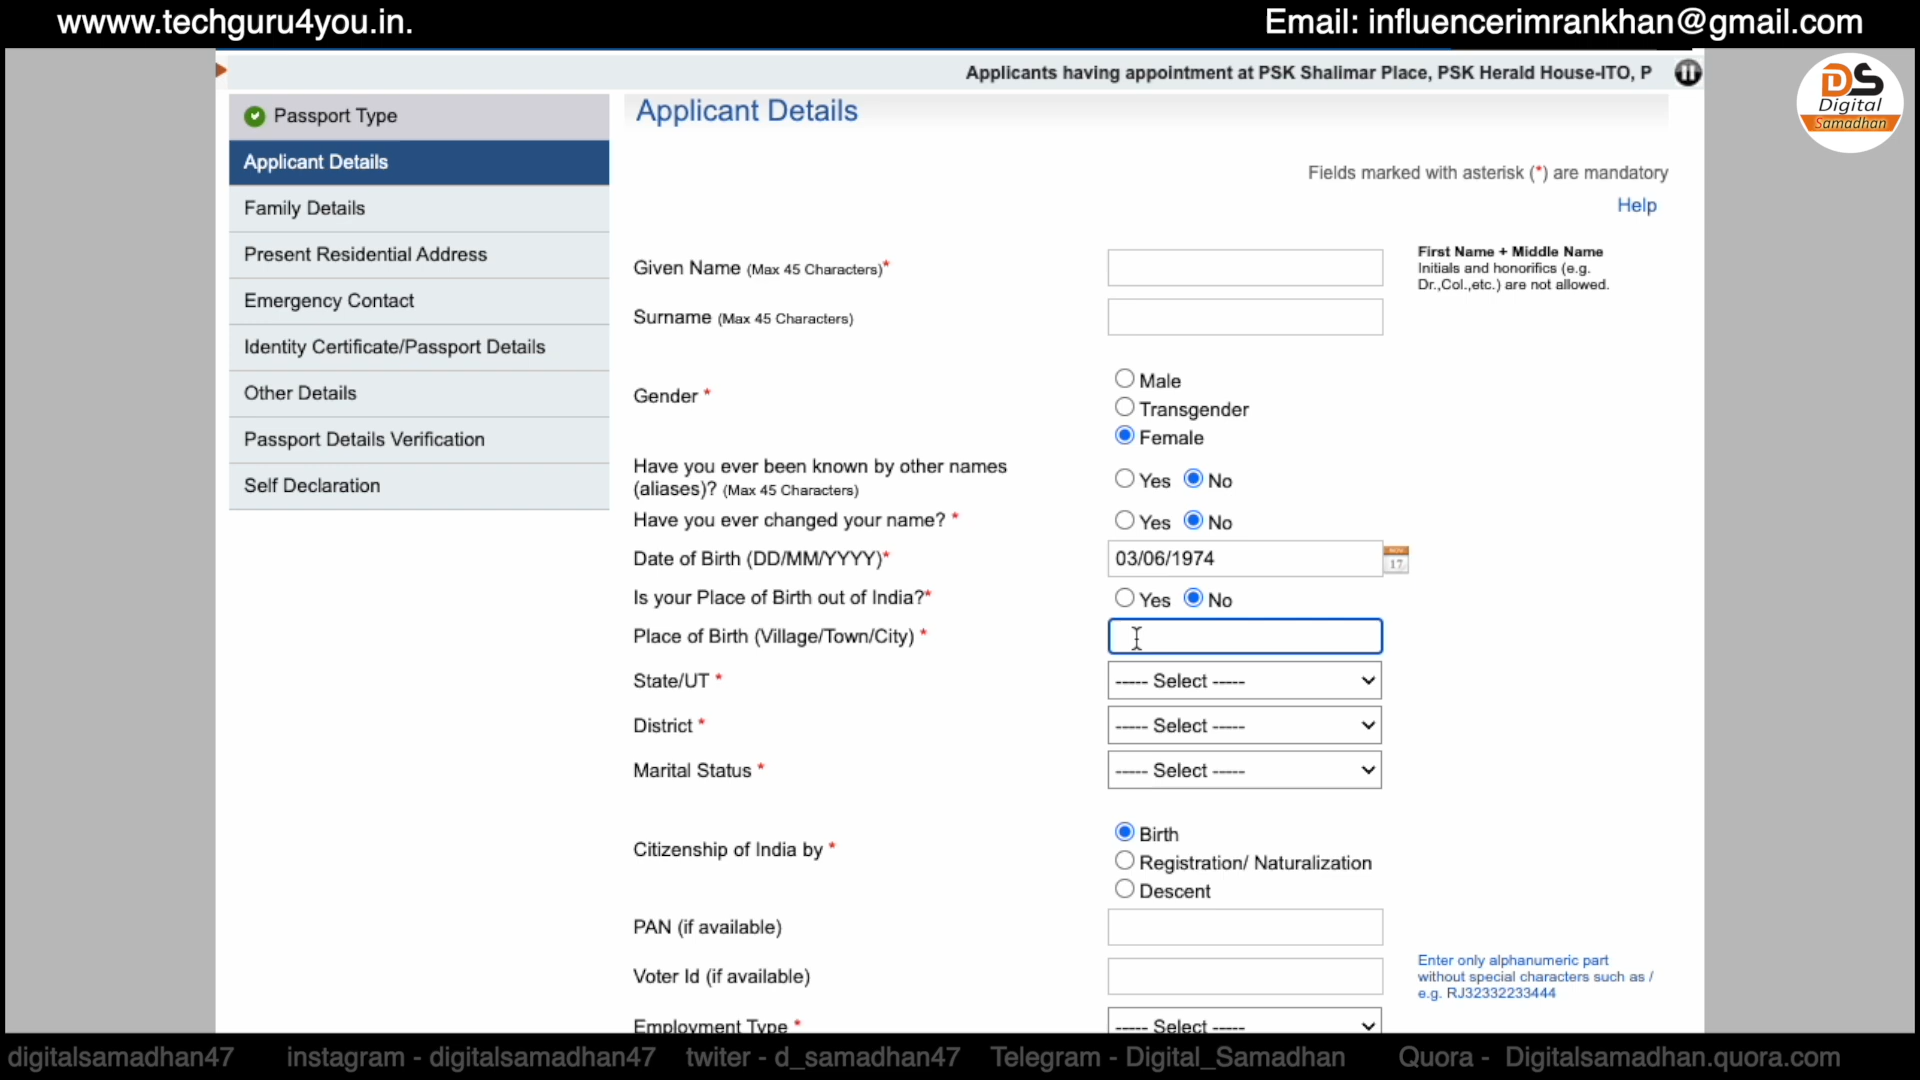 wwww.techguru4you.in.
Email: influencerimrankhan@gmail.com
Applicants having appointment at PSK Shalimar Place, PSK Herald House-ITO, P
DS
Digital
Samadhan
Passport Type
Applicant Details
Family Details
Present Residential Address
Emergency Contact
Identity Certificate/Passport Details
Other Details
Passport Details Verification
Self Declaration
Applicant Details
Fields marked with asterisk (*) are mandatory
Help
Given Name (Max 45 Characters)*
First Name + Middle Name
Initials and honorifics (e.g.
Dr.,Col.,etc.) are not allowed.
Surname (Max 45 Characters)
Gender *
Male
Transgender
Female
Have you ever been known by other names
(aliases)? (Max 45 Characters)
Yes No
Have you ever changed your name? *
Yes No
Date of Birth (DD/MM/YYYY)*
03/06/1974
NOV
17
Is your Place of Birth out of India?*
Yes No
Place of Birth (Village/Town/City) *
State/UT *
----- Select -----
District *
----- Select -----
Marital Status *
----- Select -----
Citizenship of India by *
Birth
Registration/ Naturalization
Descent
PAN (if available)
Voter Id (if available)
Enter only alphanumeric part
without special characters such as /
e.g. RJ32332233444
Employment Type *
----- Select -----
digitalsamadhan47 instagram - digitalsamadhan47 twiter - d_samadhan47 Telegram - Digital_Samadhan Quora - Digitalsamadhan.quora.com